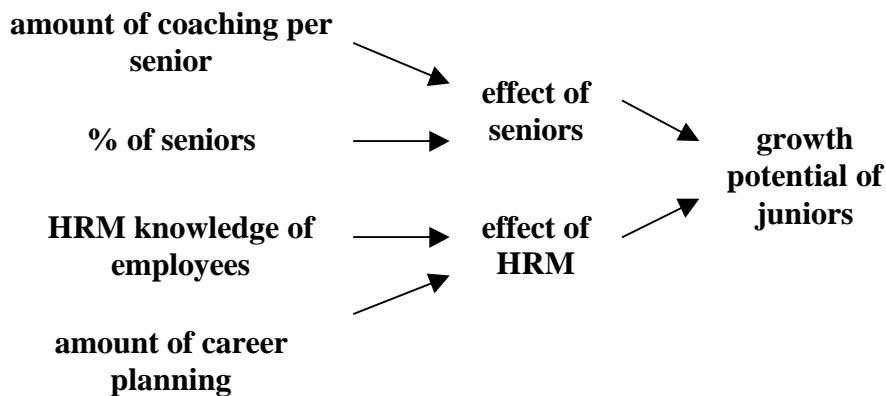 amount of coaching per
senior
% of seniors
HRM knowledge of
employees
amount of career
planning
effect of
seniors
effect of
HRM
growth
potential of
juniors